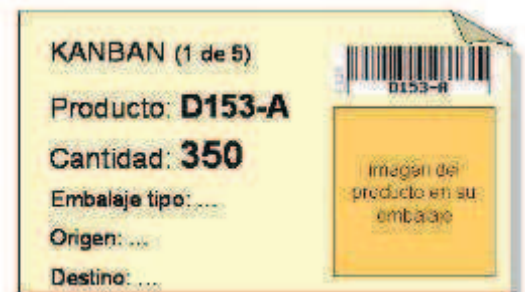 KANBAN (1 de 5)
Producto: D153-A
Cantidad: 350
Embalaje tipo: ...
Origen: ...
Destino: ...
D153-A
imagen del
producto en su
embalaje